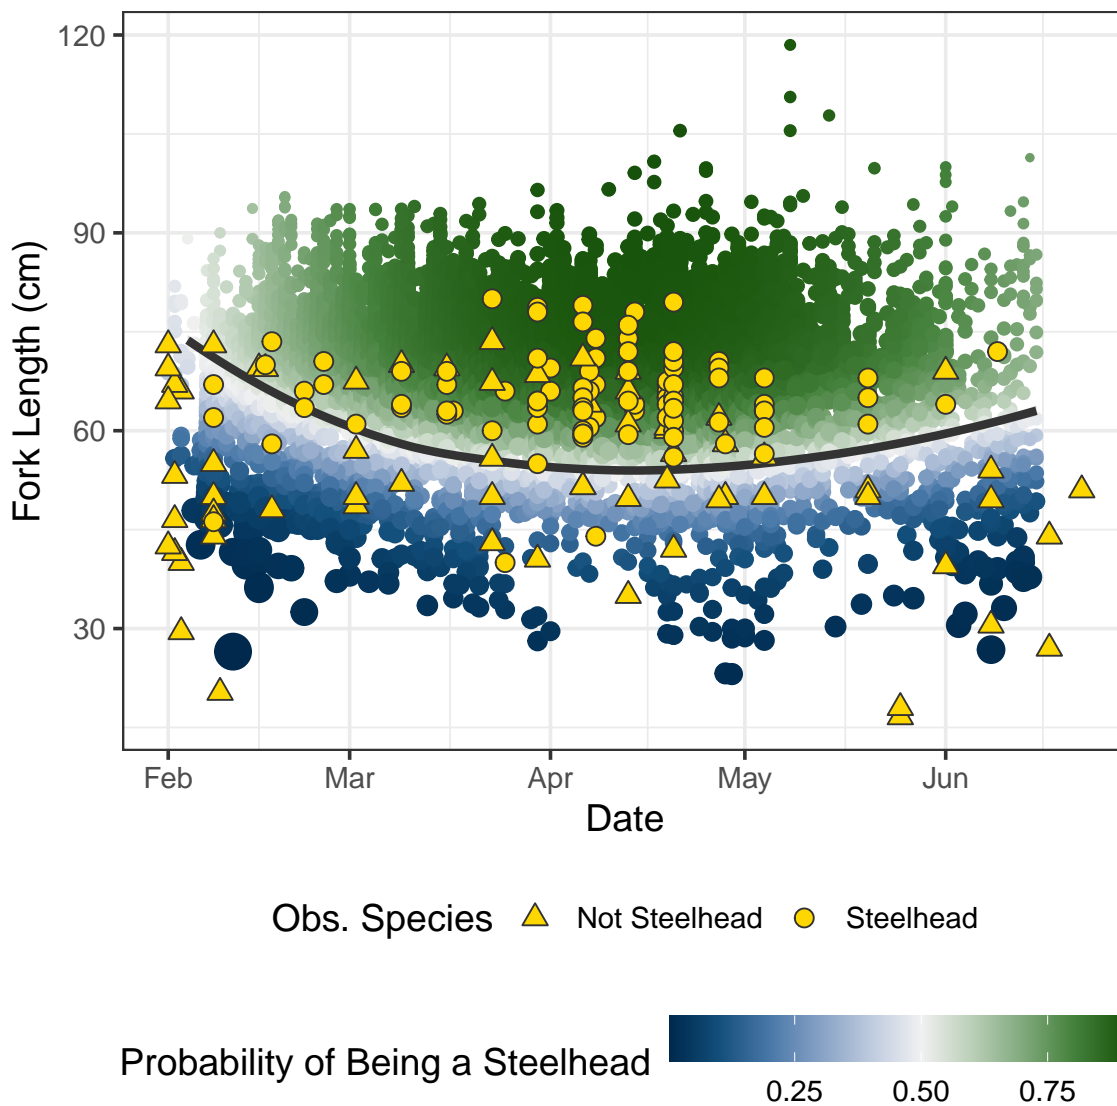 120
90
60
30
Fork Length (cm)
Feb Mar Apr May Jun
Date
Obs. Species Not Steelhead Steelhead
Probability of Being a Steelhead
0.25 0.50 0.75